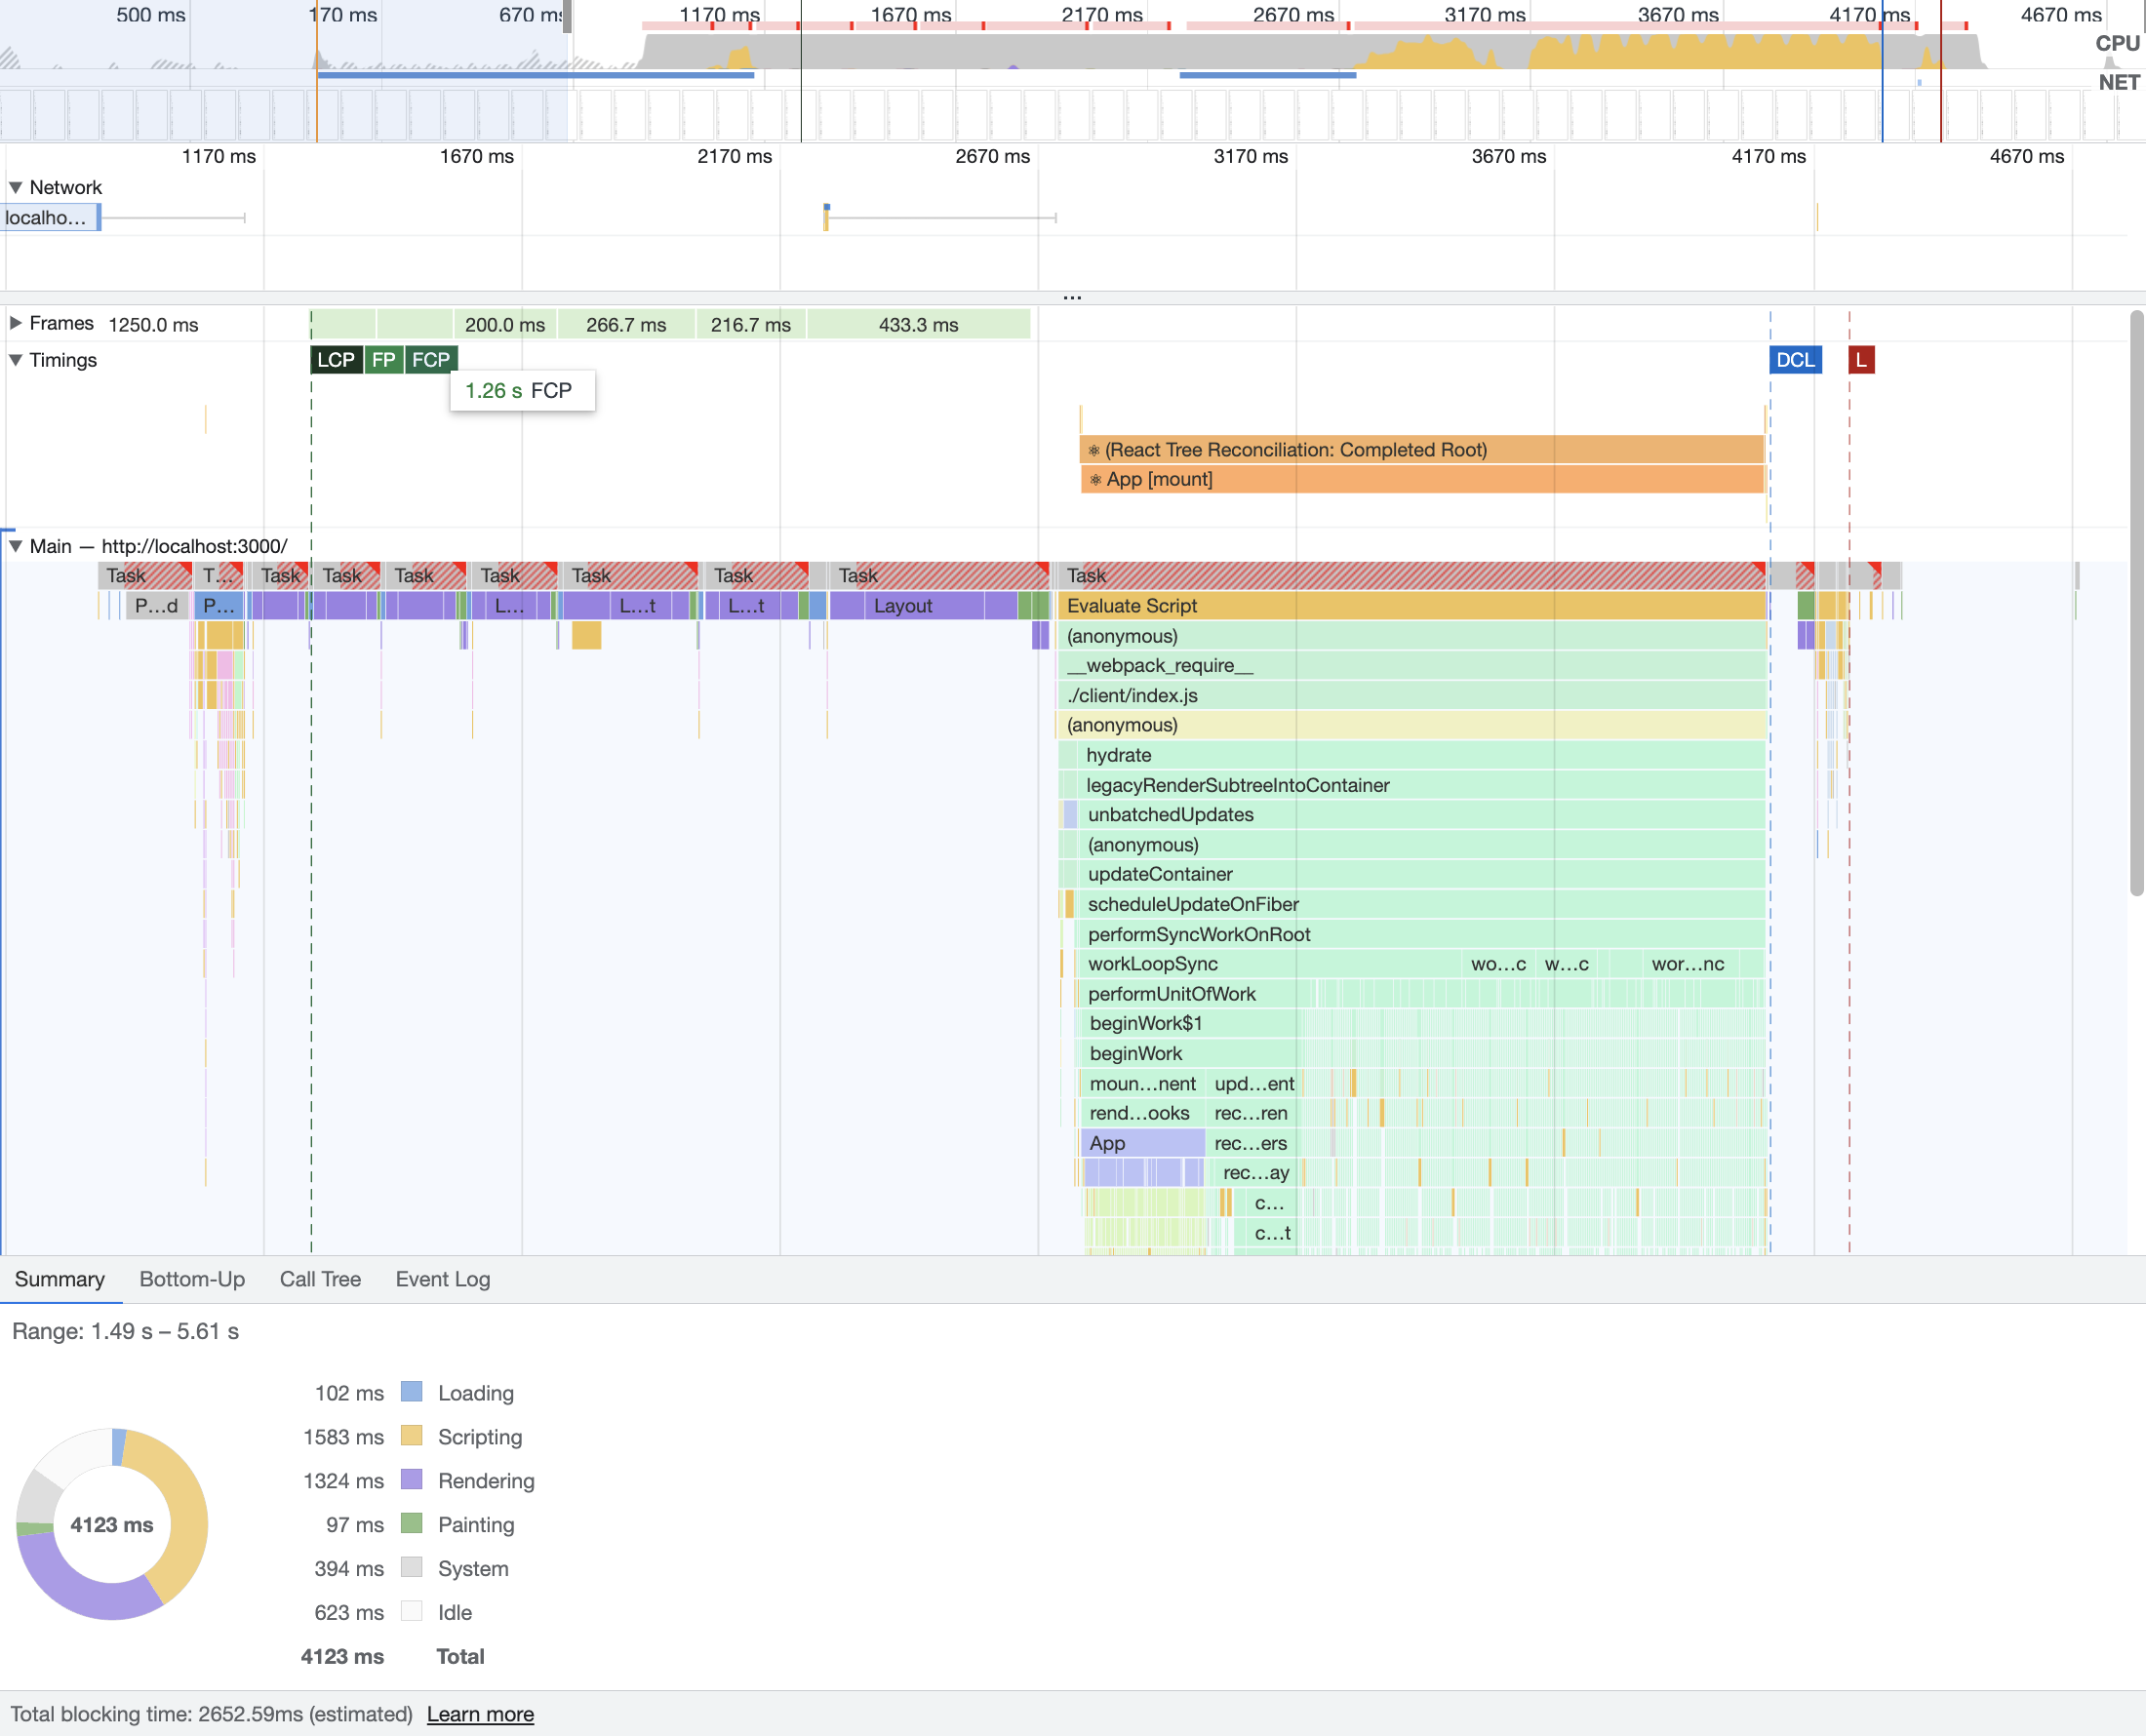 500 ms 170 ms 670 ms 1170 ms 1670 ms 2170 ms 2670 ms 3170 ms 3670 ms 4170 ms 4670 ms
CPU
NET
1170 ms 1670 ms 2170 ms 2670 ms 3170 ms 3670 ms 4170 ms 4670 ms
Network
localho…
...
Frames 1250.0 ms 200.0 ms 266.7 ms 216.7 ms 433.3 ms
Timings LCP FP FCP DCL L
1.26 s FCP
⚛ (React Tree Reconciliation: Completed Root)
⚛ App [mount]
Main — http://localhost:3000/
Task T… Task Task Task Task Task Task Task Task
P…d P… L… L…t L…t Layout Evaluate Script
(anonymous)
__webpack_require__
./client/index.js
(anonymous)
hydrate
legacyRenderSubtreeIntoContainer
unbatchedUpdates
(anonymous)
updateContainer
scheduleUpdateOnFiber
performSyncWorkOnRoot
workLoopSync wo…c w…c wor…nc
performUnitOfWork
beginWork$1
beginWork
moun…nent upd…ent
rend…ooks rec…ren
App rec…ers
rec…ay
c…
c…t
Summary Bottom-Up Call Tree Event Log
Range: 1.49 s – 5.61 s
102 ms Loading
1583 ms Scripting
1324 ms Rendering
4123 ms
97 ms Painting
394 ms System
623 ms Idle
4123 ms Total
Total blocking time: 2652.59ms (estimated) Learn more